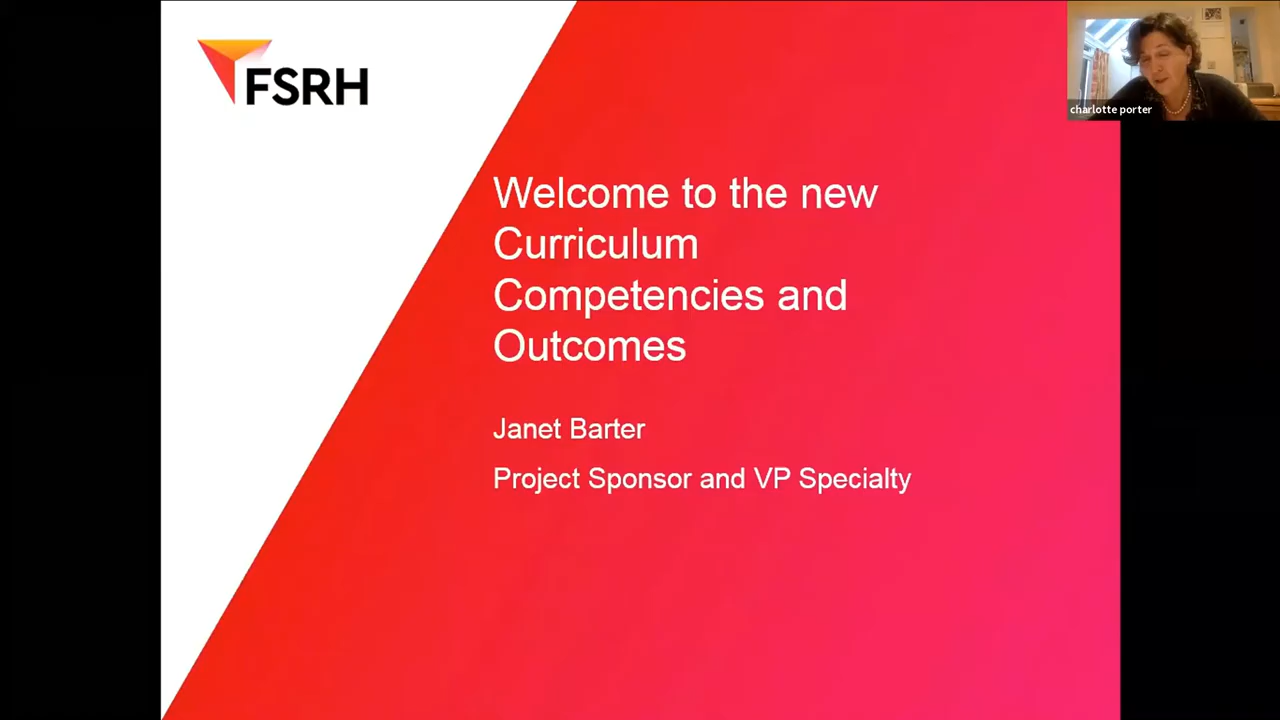 FSRH
charlotte porter
Welcome to the new
Curriculum
Competencies and
Outcomes
Janet Barter
Project Sponsor and VP Specialty